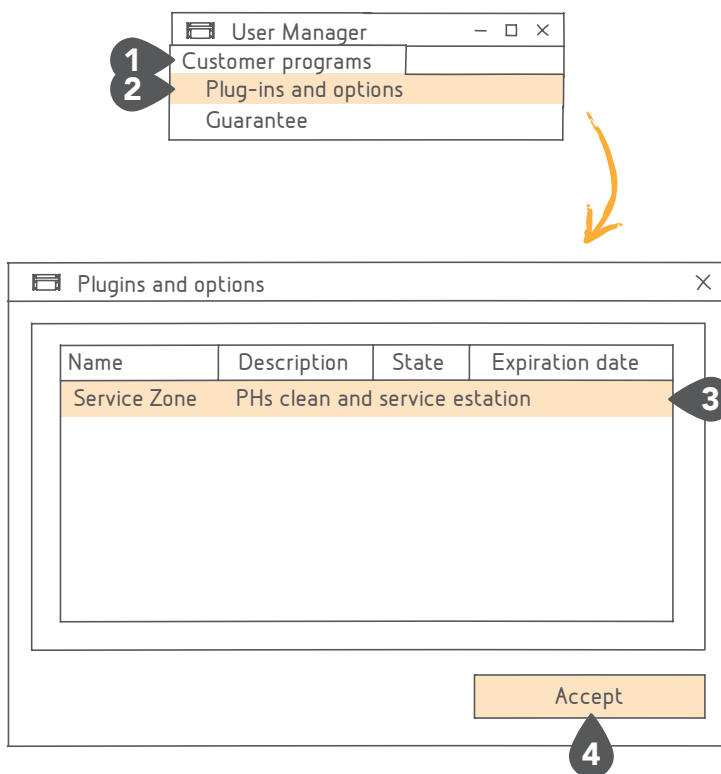 User Manager
1 Customer programs
2 Plug-ins and options
Guarantee
Plugins and options
Name Description State Expiration date
Service Zone PHs clean and service estation 3
Accept
4